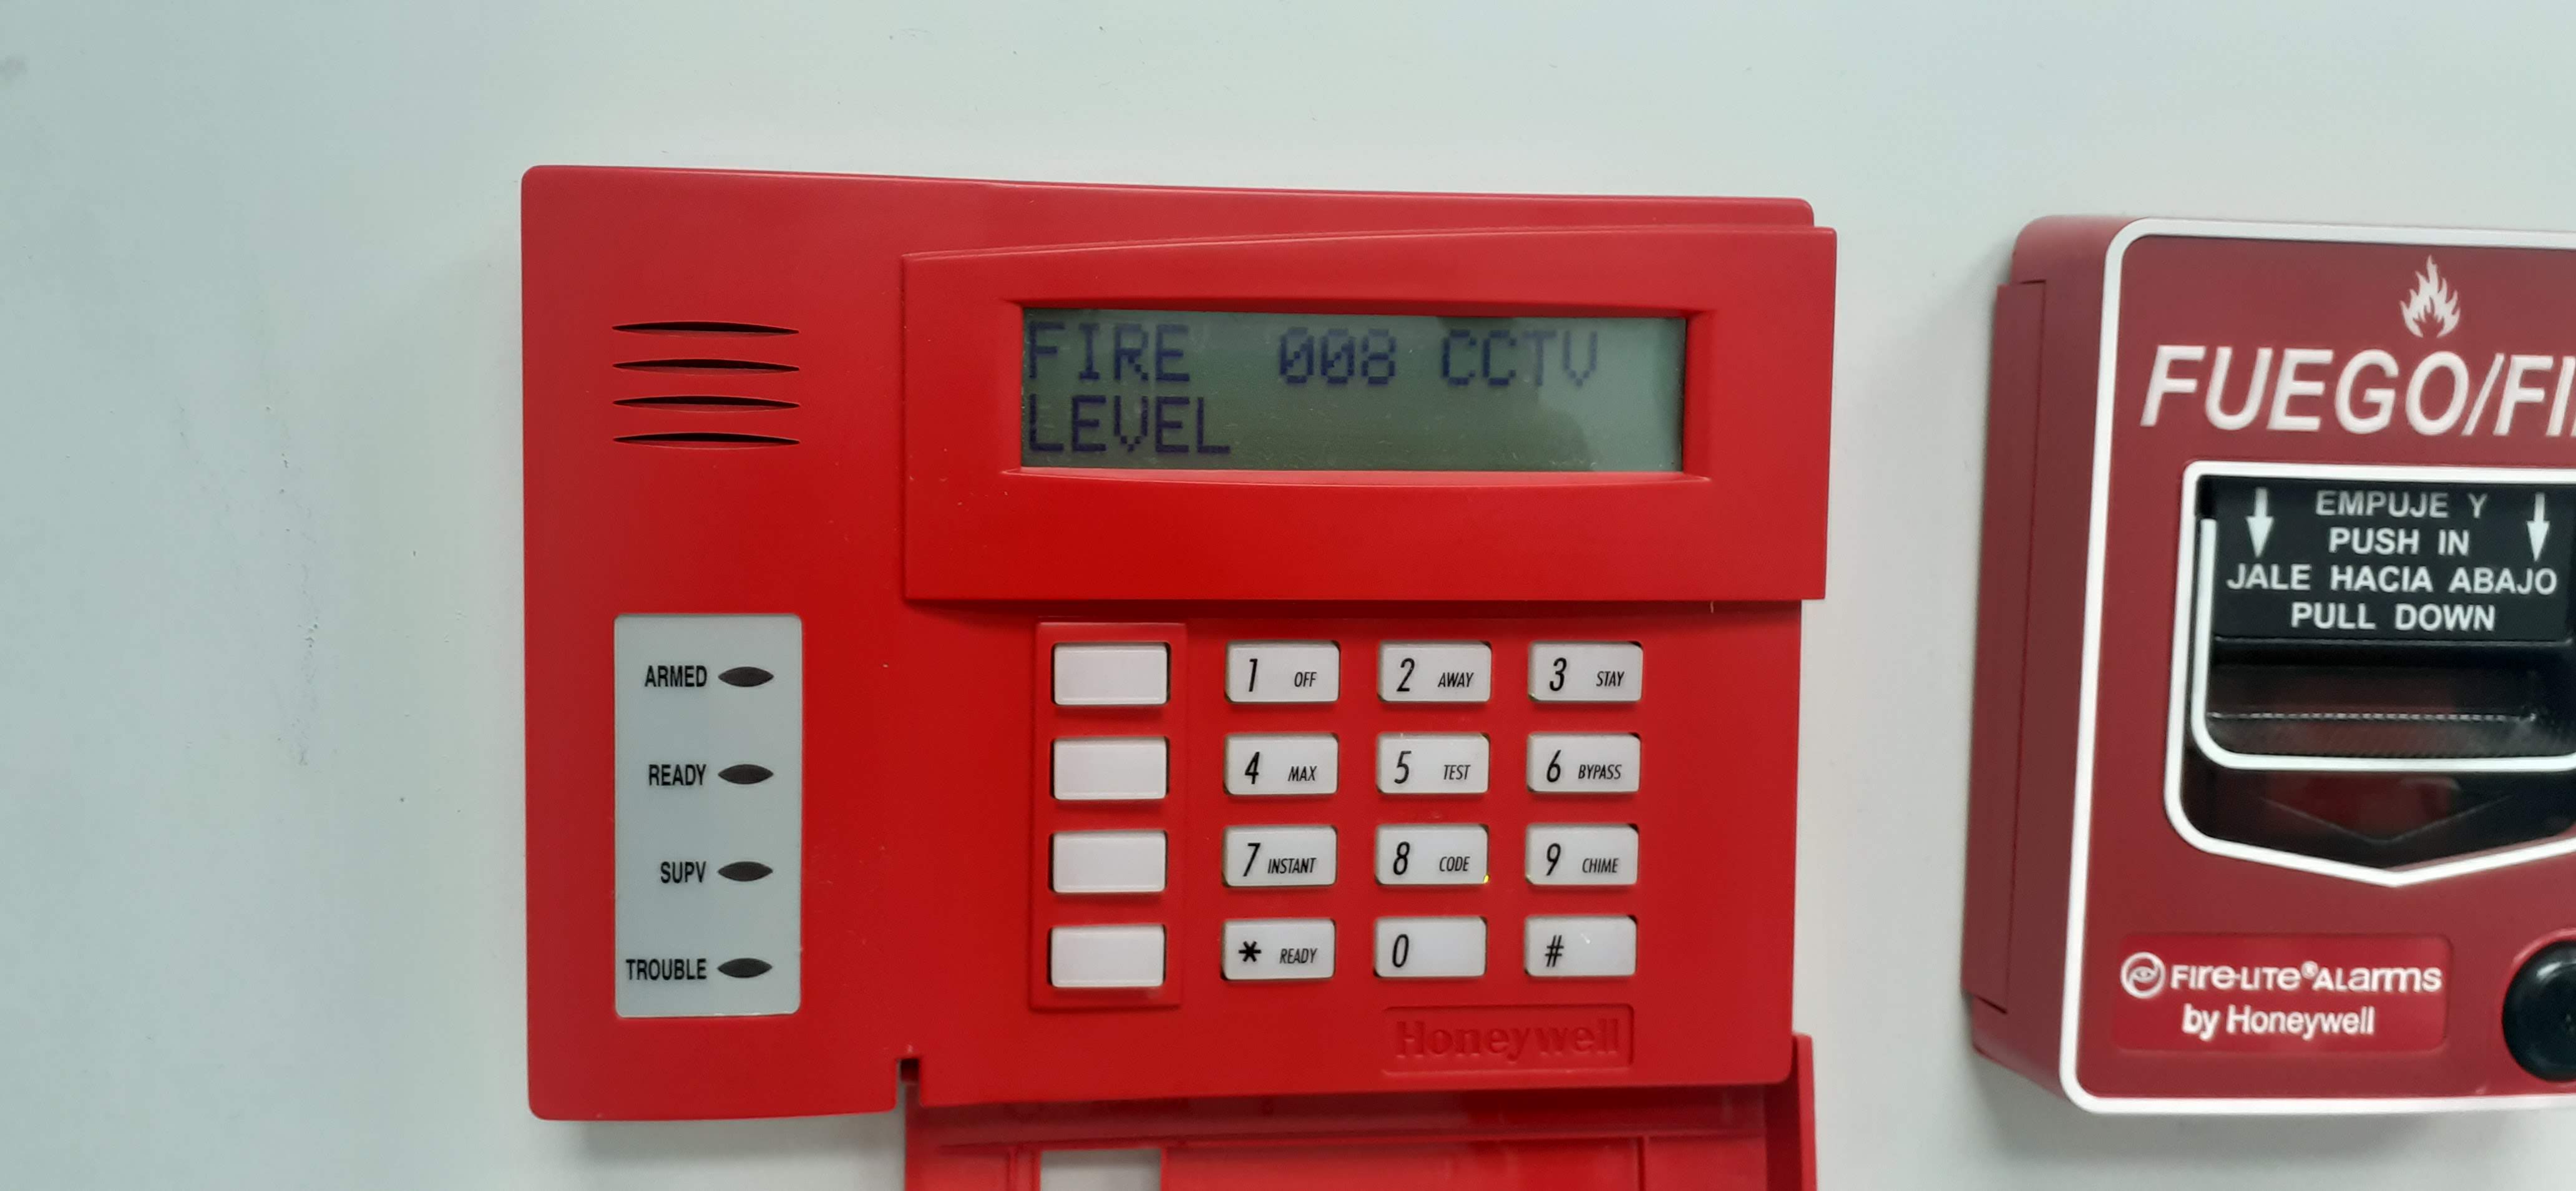 FIRE 008 CCTV
LEVEL
ARMED
READY
SUPV
TROUBLE
1 OFF
2 AWAY
3 STAY
4 MAX
5 TEST
6 BYPASS
7 INSTANT
8 CODE
9 CHIME
* READY
0
#
Honeywell
FUEGO/FI
EMPUJE Y
PUSH IN
JALE HACIA ABAJO
PULL DOWN
FIRE-LITE® ALARMS
by Honeywell